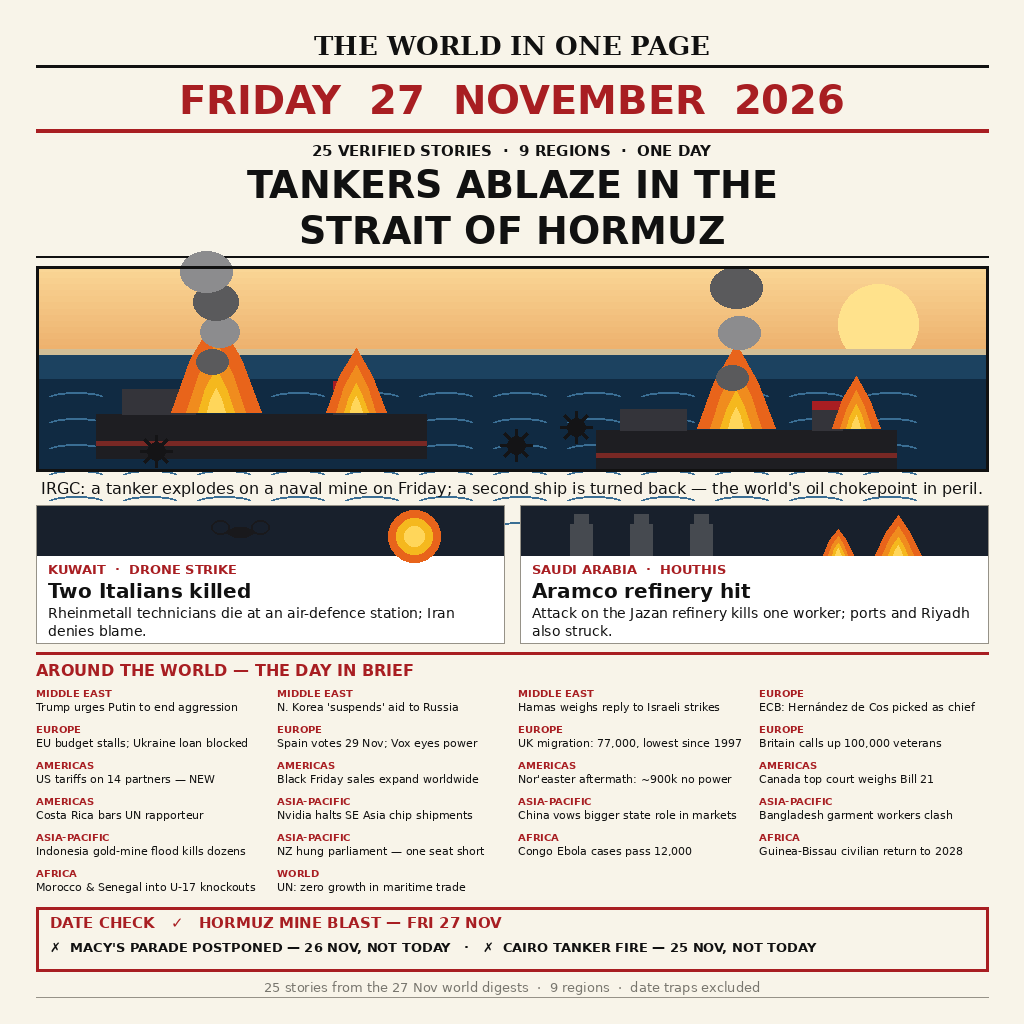 THE WORLD IN ONE PAGE
FRIDAY 27 NOVEMBER 2026
25 VERIFIED STORIES · 9 REGIONS · ONE DAY
TANKERS ABLAZE IN THE
STRAIT OF HORMUZ
IRGC: a tanker explodes on a naval mine on Friday; a second ship is turned back — the world's oil chokepoint in peril.
KUWAIT · DRONE STRIKE
Two Italians killed
Rheinmetall technicians die at an air-defence station; Iran
denies blame.
SAUDI ARABIA · HOUTHIS
Aramco refinery hit
Attack on the Jazan refinery kills one worker; ports and Riyadh
also struck.
AROUND THE WORLD — THE DAY IN BRIEF
MIDDLE EAST
Trump urges Putin to end aggression
MIDDLE EAST
N. Korea 'suspends' aid to Russia
MIDDLE EAST
Hamas weighs reply to Israeli strikes
EUROPE
ECB: Hernández de Cos picked as chief
EUROPE
EU budget stalls; Ukraine loan blocked
EUROPE
Spain votes 29 Nov; Vox eyes power
EUROPE
UK migration: 77,000, lowest since 1997
EUROPE
Britain calls up 100,000 veterans
AMERICAS
US tariffs on 14 partners — NEW
AMERICAS
Black Friday sales expand worldwide
AMERICAS
Nor'easter aftermath: ~900k no power
AMERICAS
Canada top court weighs Bill 21
AMERICAS
Costa Rica bars UN rapporteur
ASIA-PACIFIC
Nvidia halts SE Asia chip shipments
ASIA-PACIFIC
China vows bigger state role in markets
ASIA-PACIFIC
Bangladesh garment workers clash
ASIA-PACIFIC
Indonesia gold-mine flood kills dozens
ASIA-PACIFIC
NZ hung parliament — one seat short
AFRICA
Congo Ebola cases pass 12,000
AFRICA
Guinea-Bissau civilian return to 2028
AFRICA
Morocco & Senegal into U-17 knockouts
WORLD
UN: zero growth in maritime trade
DATE CHECK ✓ HORMUZ MINE BLAST — FRI 27 NOV
✗ MACY'S PARADE POSTPONED — 26 NOV, NOT TODAY · ✗ CAIRO TANKER FIRE — 25 NOV, NOT TODAY
25 stories from the 27 Nov world digests · 9 regions · date traps excluded